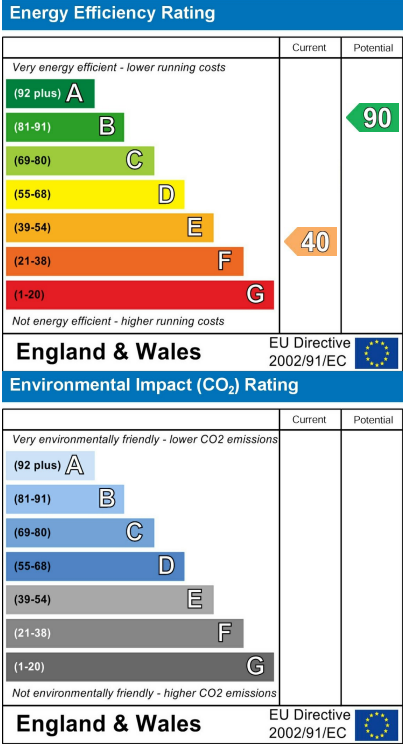 Energy Efficiency Rating
Current Potential
Very energy efficient - lower running costs
(92 plus) A
(81-91) B
90
(69-80) C
(55-68) D
(39-54) E
40
(21-38) F
(1-20) G
Not energy efficient - higher running costs
England & Wales
EU Directive
2002/91/EC
Environmental Impact (CO₂) Rating
Current Potential
Very environmentally friendly - lower CO2 emissions
(92 plus) A
(81-91) B
(69-80) C
(55-68) D
(39-54) E
(21-38) F
(1-20) G
Not environmentally friendly - higher CO2 emissions
England & Wales
EU Directive
2002/91/EC